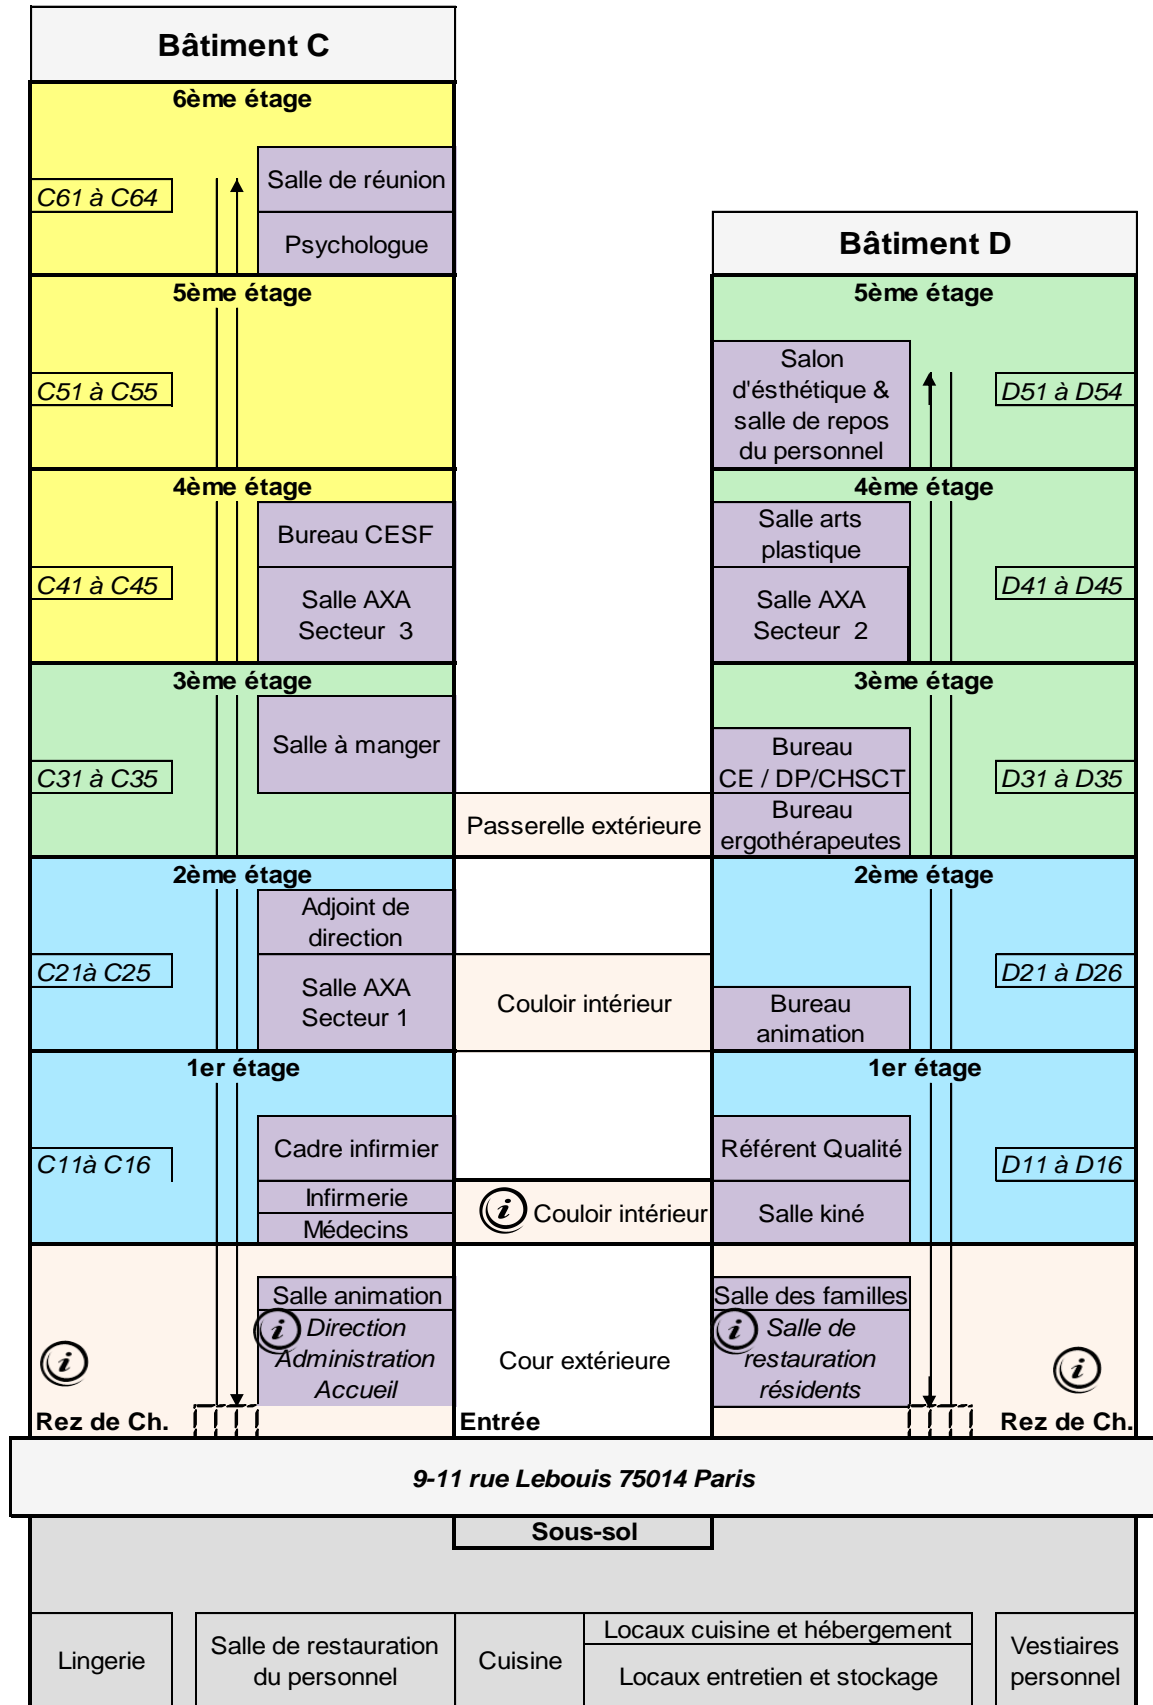 Bâtiment C
6ème étage
C61 à C64
Salle de réunion
Psychologue
Bâtiment D
5ème étage
C51 à C55
5ème étage
Salon
d'ésthétique &
salle de repos
du personnel
D51 à D54
4ème étage
Bureau CESF
C41 à C45
Salle AXA
Secteur 3
4ème étage
Salle arts
plastique
Salle AXA
Secteur 2
D41 à D45
3ème étage
Salle à manger
C31 à C35
Passerelle extérieure
3ème étage
Bureau
CE / DP/CHSCT
Bureau
ergothérapeutes
D31 à D35
2ème étage
Adjoint de
direction
C21à C25
Salle AXA
Secteur 1
Couloir intérieur
2ème étage
Bureau
animation
D21 à D26
1er étage
Cadre infirmier
C11à C16
Infirmerie
Médecins
i Couloir intérieur
1er étage
Référent Qualité
Salle kiné
D11 à D16
Salle animation
i Direction
Administration
Accueil
i
Rez de Ch.
Cour extérieure
Entrée
Salle des familles
i Salle de
restauration
résidents
i
Rez de Ch.
9-11 rue Lebouis 75014 Paris
Sous-sol
Lingerie
Salle de restauration
du personnel
Cuisine
Locaux cuisine et hébergement
Locaux entretien et stockage
Vestiaires
personnel